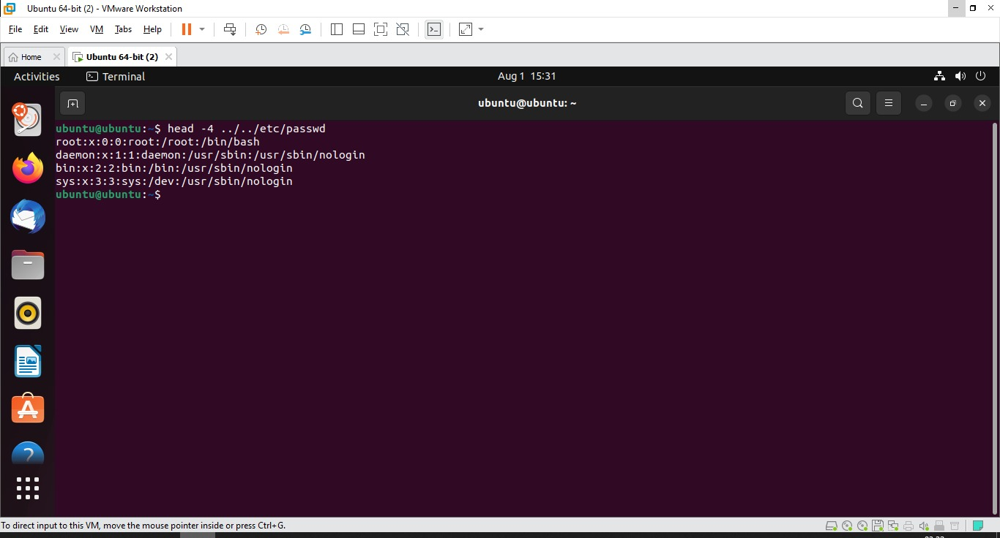 Ubuntu 64-bit (2) - VMware Workstation
File Edit View VM Tabs Help
Home Ubuntu 64-bit (2)
Activities Terminal Aug 1 15:31
ubuntu@ubuntu: ~
ubuntu@ubuntu:~$ head -4 ../../etc/passwd
root:x:0:0:root:/root:/bin/bash
daemon:x:1:1:daemon:/usr/sbin:/usr/sbin/nologin
bin:x:2:2:bin:/bin:/usr/sbin/nologin
sys:x:3:3:sys:/dev:/usr/sbin/nologin
ubuntu@ubuntu:~$
To direct input to this VM, move the mouse pointer inside or press Ctrl+G.